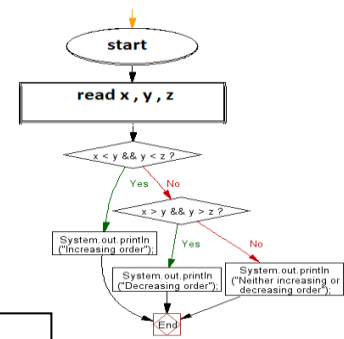 start
read x , y , z
x < y && y < z ?
Yes
No
x > y && y > z ?
System.out.println
("Increasing order");
Yes
No
System.out.println
("Decreasing order");
System.out.println
("Neither increasing or
decreasing order");
End